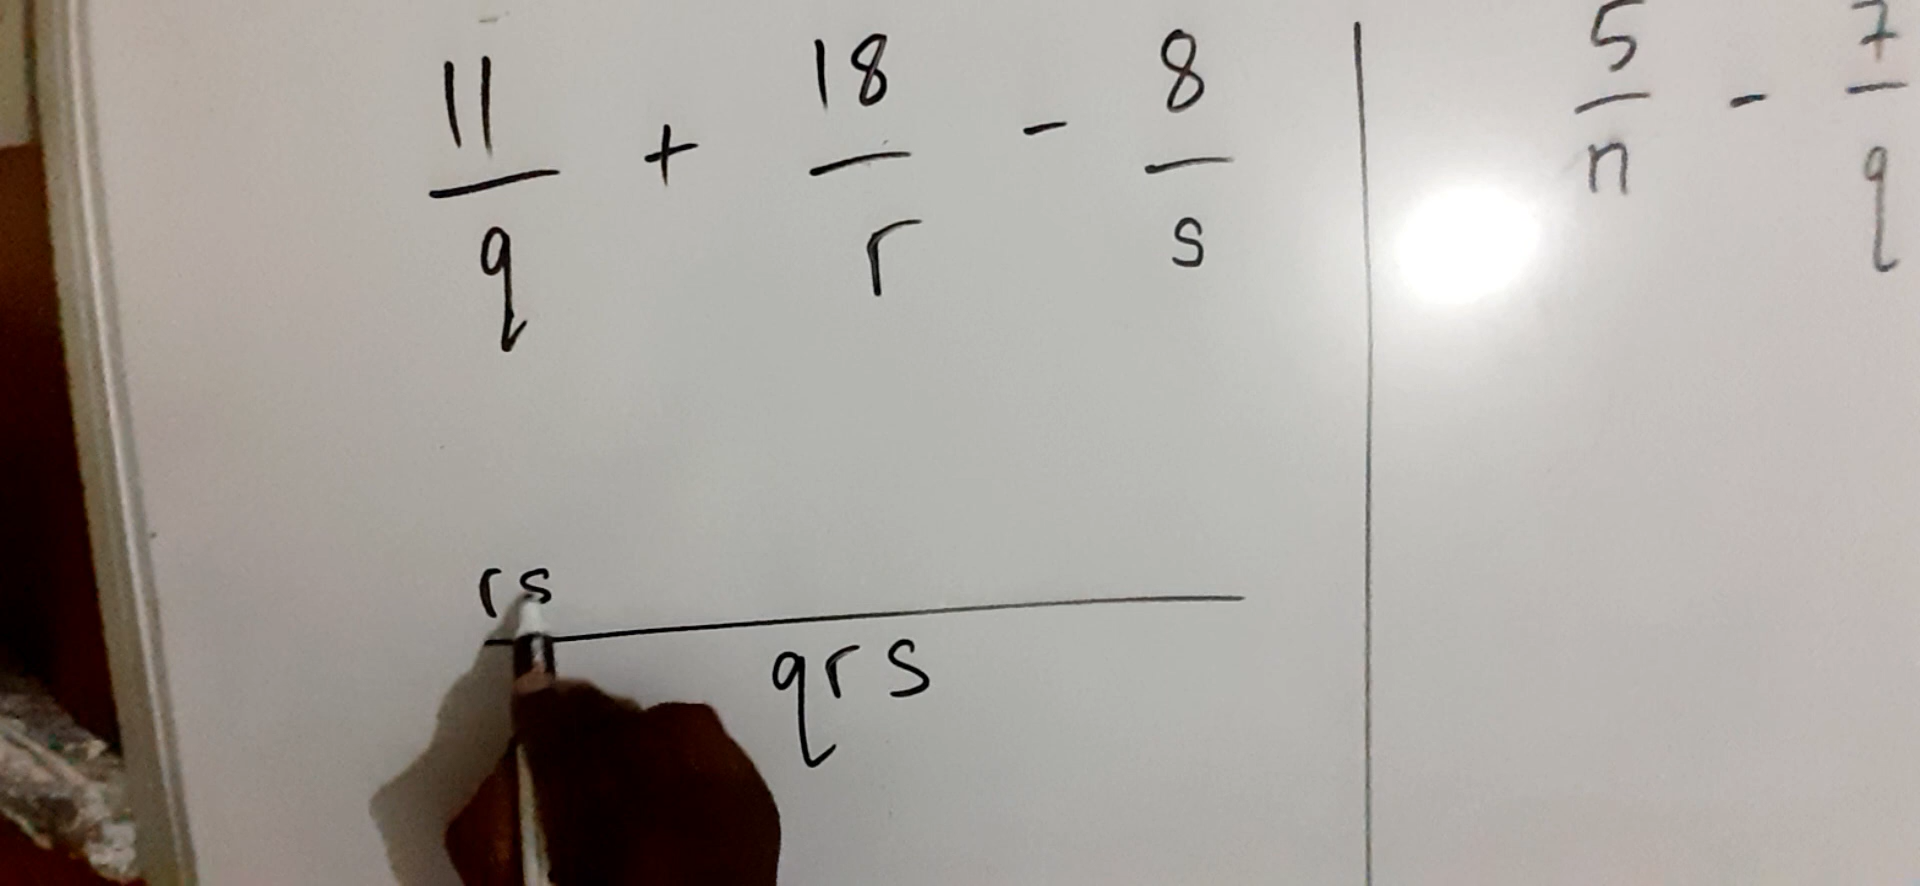 11/q + 18/r - 8/s
rs
qrs
5/n - 7/q